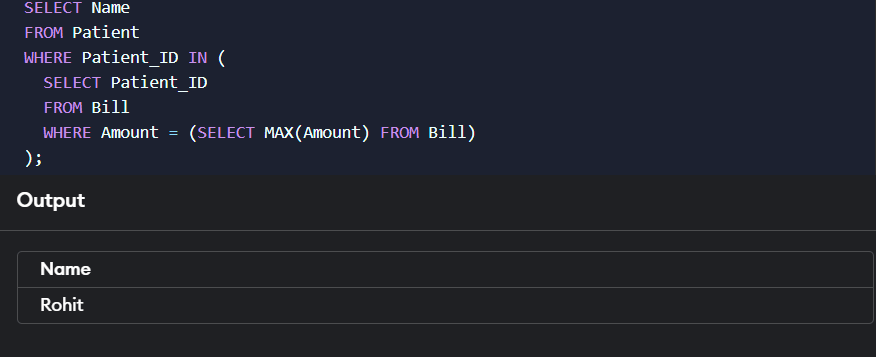 SELECT Name
FROM Patient
WHERE Patient_ID IN (
SELECT Patient_ID
FROM Bill
WHERE Amount = (SELECT MAX(Amount) FROM Bill)
);
Output
Name
Rohit